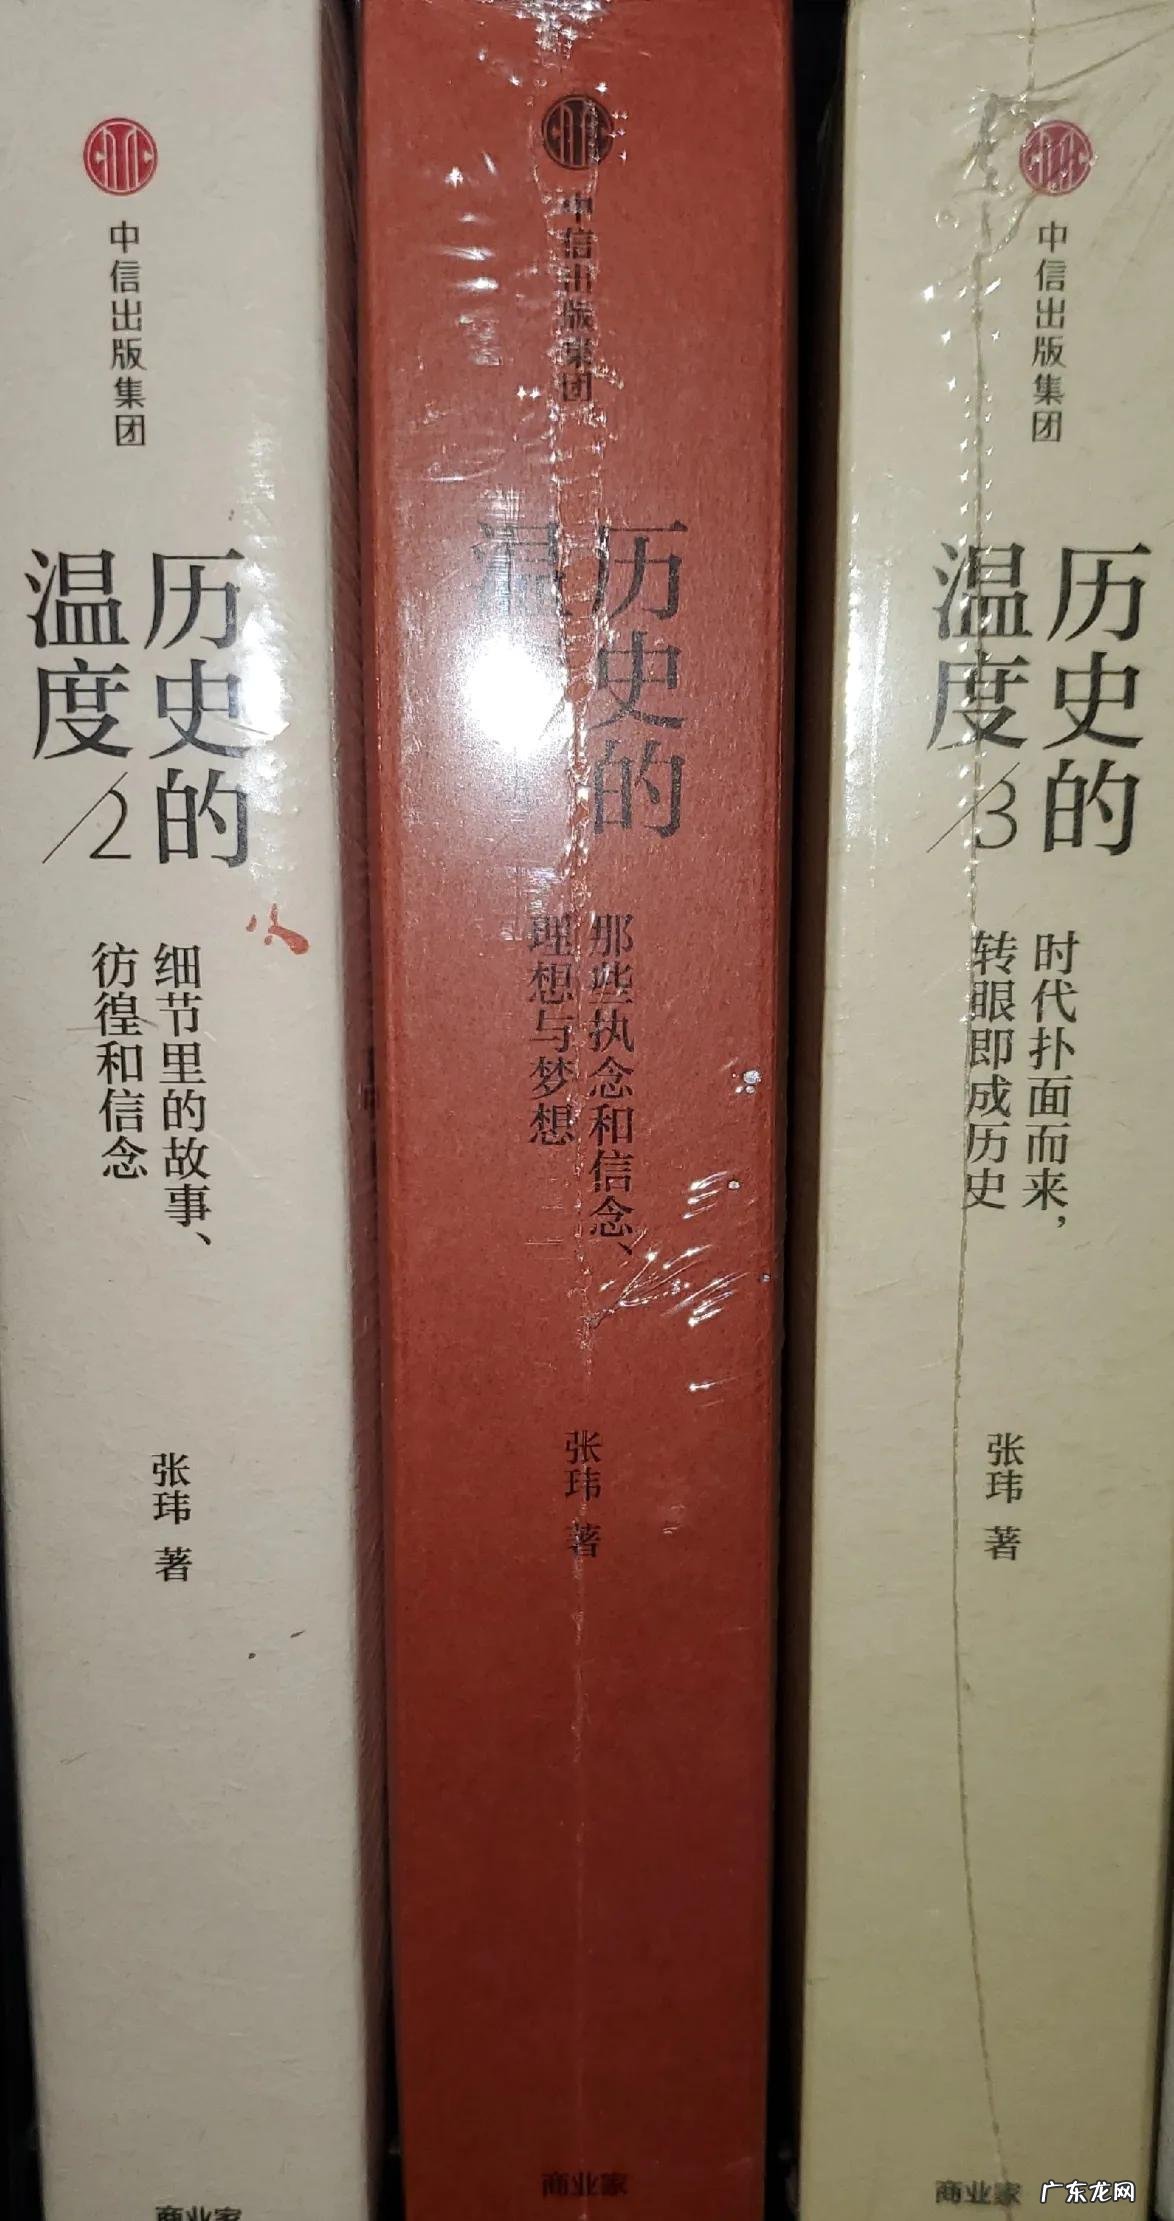 中信出版集团
历史的
温度/2
细节里的故事、
彷徨和信念
张玮 著
商业家
中信出版集团
历史的
温
那些执念和信念、
理想与梦想
张玮 著
商业家
中信出版集团
历史的
温度/3
时代扑面而来，
转眼即成历史
张玮 著
商业家
广东龙网